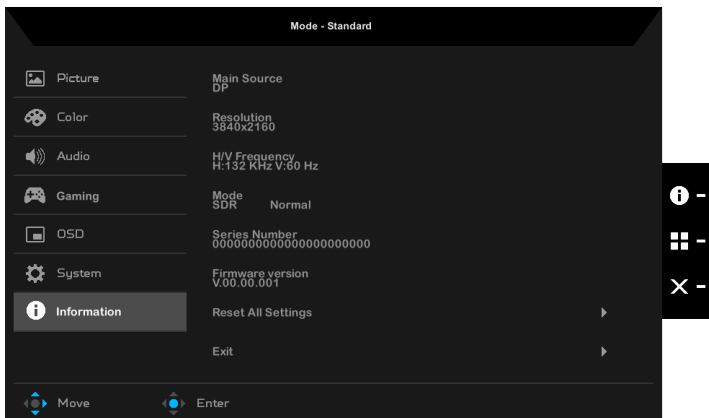 Mode - Standard
Picture
Color
Audio
Gaming
OSD
System
Information
Main Source
DP
Resolution
3840x2160
H/V Frequency
H:132 KHz V:60 Hz
Mode
SDR Normal
Series Number
0000000000000000000000
Firmware version
V.00.00.001
Reset All Settings
Exit
Move
Enter